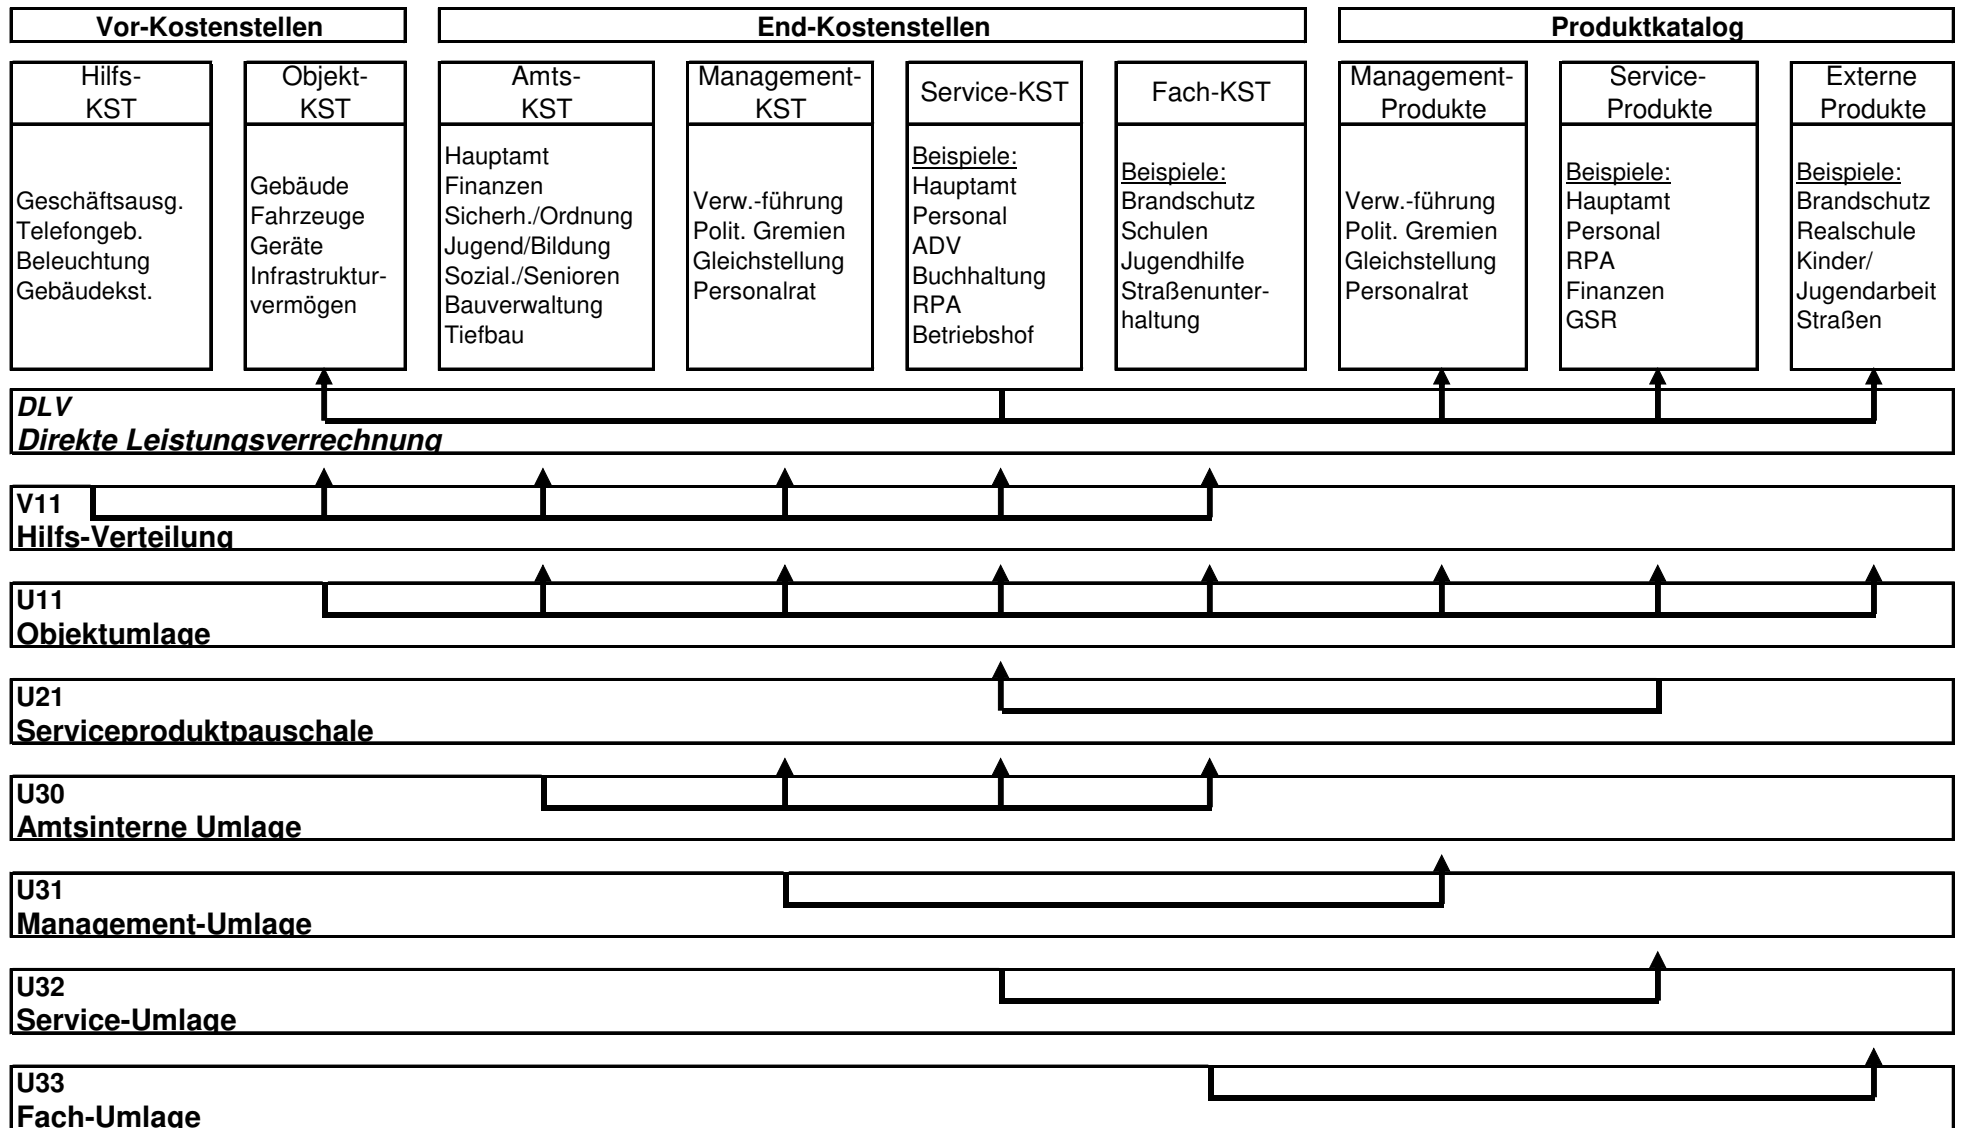 Vor-Kostenstellen
End-Kostenstellen
Produktkatalog
Hilfs-
KST
Geschäftsausg.
Telefongeb.
Beleuchtung
Gebäudekst.
Objekt-
KST
Gebäude
Fahrzeuge
Geräte
Infrastruktur-
vermögen
Amts-
KST
Hauptamt
Finanzen
Sicherh./Ordnung
Jugend/Bildung
Sozial./Senioren
Bauverwaltung
Tiefbau
Management-
KST
Verw.-führung
Polit. Gremien
Gleichstellung
Personalrat
Service-KST
Beispiele:
Hauptamt
Personal
ADV
Buchhaltung
RPA
Betriebshof
Fach-KST
Beispiele:
Brandschutz
Schulen
Jugendhilfe
Straßenunter-
haltung
Management-
Produkte
Verw.-führung
Polit. Gremien
Gleichstellung
Personalrat
Service-
Produkte
Beispiele:
Hauptamt
Personal
RPA
Finanzen
GSR
Externe
Produkte
Beispiele:
Brandschutz
Realschule
Kinder/
Jugendarbeit
Straßen
DLV
Direkte Leistungsverrechnung
V11
Hilfs-Verteilung
U11
Objektumlage
U21
Serviceproduktpauschale
U30
Amtsinterne Umlage
U31
Management-Umlage
U32
Service-Umlage
U33
Fach-Umlage